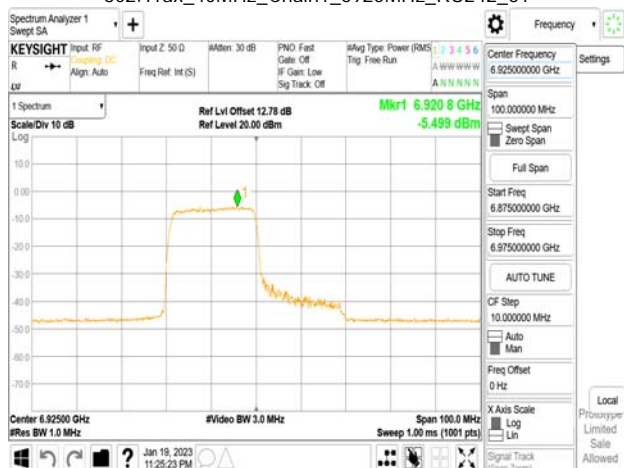 Spectrum Analyzer 1
Swept SA
Frequency
KEYSIGHT
R
LXI
Input: RF
Coupling: DC
Align: Auto
Input Z: 50 Ω
Freq Ref: Int (S)
#Atten: 30 dB
PNO: Fast
Gate: Off
IF Gain: Low
Sig Track: Off
#Avg Type: Power (RMS
Trig: Free Run
1 2 3 4 5 6
A W W W W W
A N N N N N
Center Frequency
6.925000000 GHz
Settings
Span
100.000000 MHz
Swept Span
Zero Span
Full Span
Start Freq
6.875000000 GHz
Stop Freq
6.975000000 GHz
AUTO TUNE
CF Step
10.000000 MHz
Auto
Man
Freq Offset
0 Hz
X Axis Scale
Log
Lin
Local
Prototype
Limited
Sale
Allowed
Signal Track
1 Spectrum
Scale/Div 10 dB
Log
Ref Lvl Offset 12.78 dB
Ref Level 20.00 dBm
Mkr1 6.920 8 GHz
-5.499 dBm
1
10.0
0.00
-10.0
-20.0
-30.0
-40.0
-50.0
-60.0
-70.0
Center 6.92500 GHz
#Res BW 1.0 MHz
#Video BW 3.0 MHz
Span 100.0 MHz
Sweep 1.00 ms (1001 pts)
?
Jan 19, 2023
11:25:23 PM